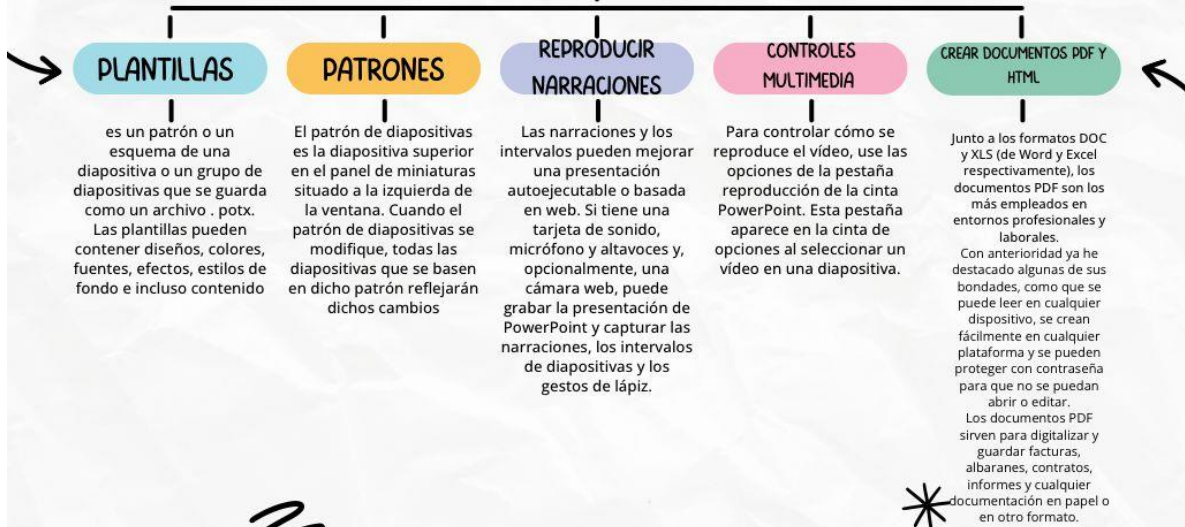 PLANTILLAS
es un patrón o un
esquema de una
diapositiva o un grupo de
diapositivas que se guarda
como un archivo . potx.
Las plantillas pueden
contener diseños, colores,
fuentes, efectos, estilos de
fondo e incluso contenido
PATRONES
El patrón de diapositivas
es la diapositiva superior
en el panel de miniaturas
situado a la izquierda de
la ventana. Cuando el
patrón de diapositivas se
modifique, todas las
diapositivas que se basen
en dicho patrón reflejarán
dichos cambios
REPRODUCIR
NARRACIONES
Las narraciones y los
intervalos pueden mejorar
una presentación
autoejecutable o basada
en web. Si tiene una
tarjeta de sonido,
micrófono y altavoces y,
opcionalmente, una
cámara web, puede
grabar la presentación de
PowerPoint y capturar las
narraciones, los intervalos
de diapositivas y los
gestos de lápiz.
CONTROLES
MULTIMEDIA
Para controlar cómo se
reproduce el vídeo, use las
opciones de la pestaña
reproducción de la cinta
PowerPoint. Esta pestaña
aparece en la cinta de
opciones al seleccionar un
vídeo en una diapositiva.
CREAR DOCUMENTOS PDF Y
HTML
Junto a los formatos DOC
y XLS (de Word y Excel
respectivamente), los
documentos PDF son los
más empleados en
entornos profesionales y
laborales.
Con anterioridad ya he
destacado algunas de sus
bondades, como que se
puede leer en cualquier
dispositivo, se crean
fácilmente en cualquier
plataforma y se pueden
proteger con contraseña
para que no se puedan
abrir o editar.
Los documentos PDF
sirven para digitalizar y
guardar facturas,
albaranes, contratos,
informes y cualquier
documentación en papel o
en otro formato.